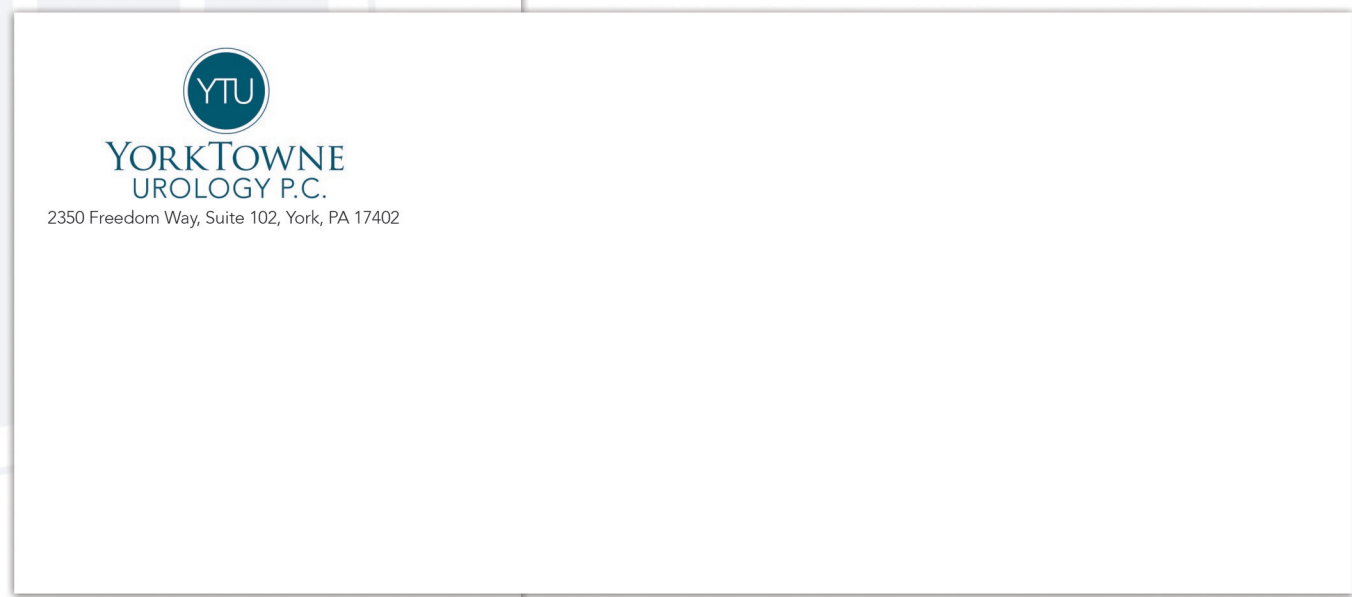 YTU
YORKTOWNE
UROLOGY P.C.
2350 Freedom Way, Suite 102, York, PA 17402